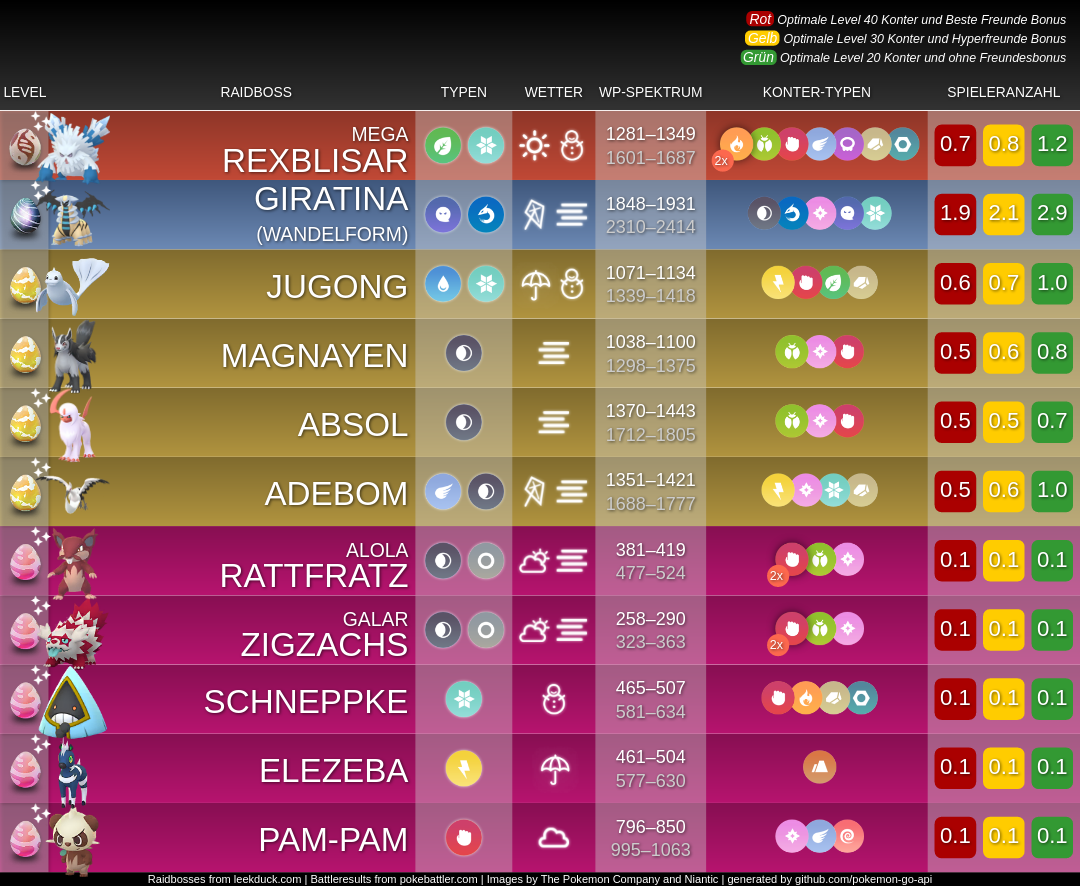 Rot Optimale Level 40 Konter und Beste Freunde Bonus
Gelb Optimale Level 30 Konter und Hyperfreunde Bonus
Grün Optimale Level 20 Konter und ohne Freundesbonus
LEVEL RAIDBOSS TYPEN WETTER WP-SPEKTRUM KONTER-TYPEN SPIELERANZAHL
MEGA
REXBLISAR
1281–1349
1601–1687
2x
0.7 0.8 1.2
GIRATINA
(WANDELFORM)
1848–1931
2310–2414
1.9 2.1 2.9
JUGONG
1071–1134
1339–1418
0.6 0.7 1.0
MAGNAYEN
1038–1100
1298–1375
0.5 0.6 0.8
ABSOL
1370–1443
1712–1805
0.5 0.5 0.7
ADEBOM
1351–1421
1688–1777
0.5 0.6 1.0
ALOLA
RATTFRATZ
381–419
477–524
2x
0.1 0.1 0.1
GALAR
ZIGZACHS
258–290
323–363
2x
0.1 0.1 0.1
SCHNEPPKE
465–507
581–634
0.1 0.1 0.1
ELEZEBA
461–504
577–630
0.1 0.1 0.1
PAM-PAM
796–850
995–1063
0.1 0.1 0.1
Raidbosses from leekduck.com | Battleresults from pokebattler.com | Images by The Pokemon Company and Niantic | generated by github.com/pokemon-go-api